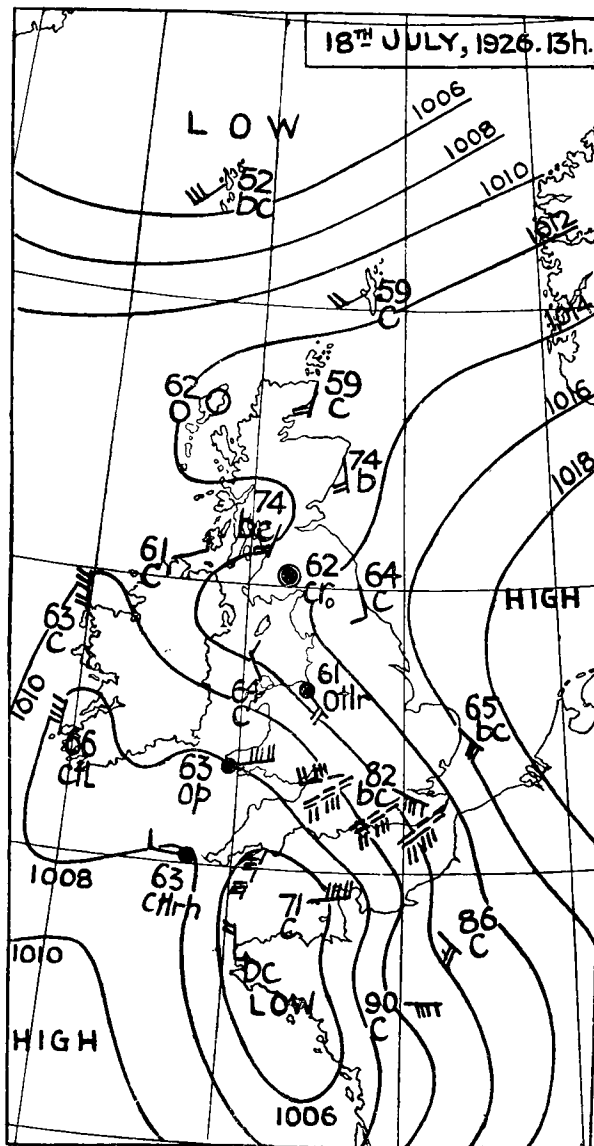 18TH JULY, 1926. 13h.
1006
LOW
1008
52
bc
1010
1012
59
C
1014
62
O
59
C
1016
74
b
1018
74
bc
61
C
62
Cr₀
64
C
HIGH
63
C
61
Otlr
64
C
65
bc
1010
66
CtL
63
Op
82
bc
1008
63
Ctlrh
71
C
86
C
1010
bc
LOW
90
C
HIGH
1006